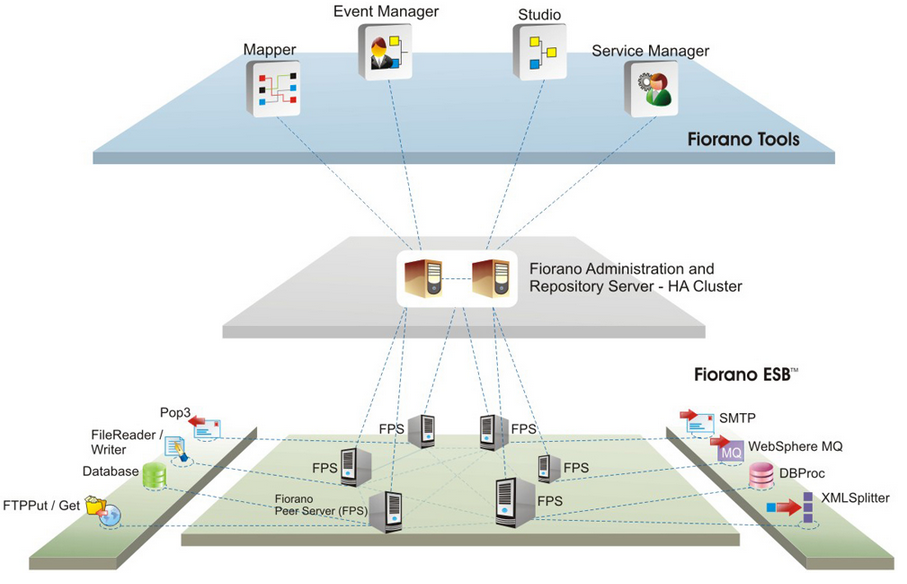 Event Manager
Studio
Mapper
Service Manager
Fiorano Tools
Fiorano Administration and
Repository Server - HA Cluster
Fiorano ESB™
Pop3
SMTP
FPS
FPS
FileReader /
Writer
WebSphere MQ
MQ
Database
FPS
FPS
DBProc
FTPPut / Get
Fiorano
Peer Server (FPS)
FPS
XMLSplitter